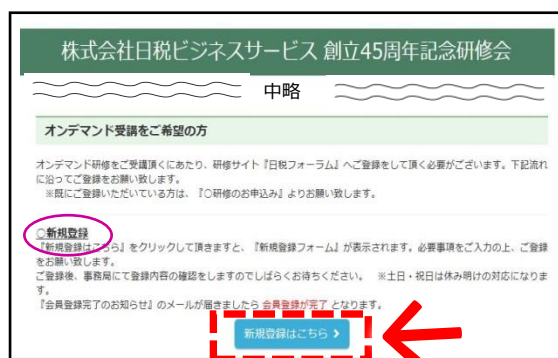 株式会社日税ビジネスサービス 創立45周年記念研修会
中略
オンデマンド受講をご希望の方
オンデマンド研修をご受講頂くにあたり、研修サイト『日税フォーラム』へご登録をして頂く必要がございます。下記流れ
に沿ってご登録をお願い致します。
※既にご登録いただいている方は、『○研修のお申込み』よりお願い致します。
○新規登録
『新規登録はこちら』をクリックして頂きますと、『新規登録フォーム』が表示されます。必要事項をご入力の上、ご登録
をお願い致します。
ご登録後、事務局にて登録内容の確認をしますのでしばらくお待ちください。 ※土日・祝日は休み明けの対応になりま
す。
『会員登録完了のお知らせ』のメールが届きましたら 会員登録が完了 となります。
新規登録はこちら